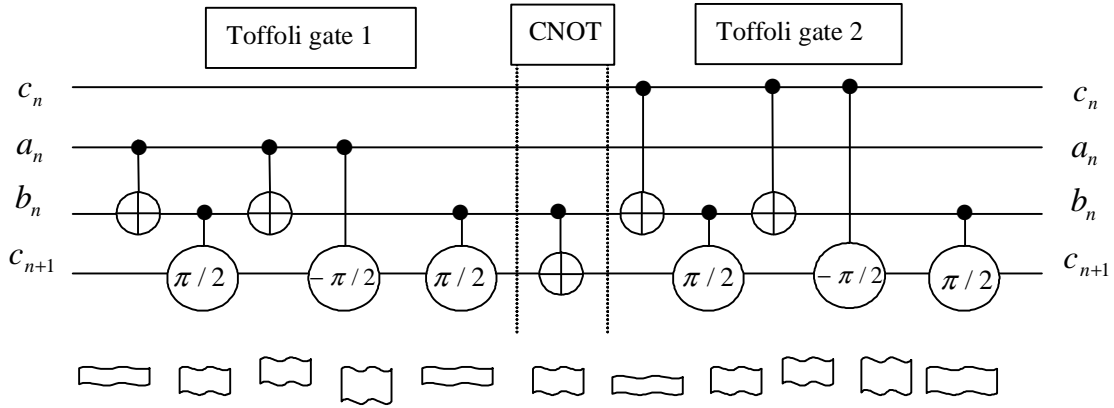 Toffoli gate 1
CNOT
Toffoli gate 2
c_n
c_n
a_n
a_n
b_n
b_n
c_{n+1}
π / 2
− π / 2
π / 2
π / 2
− π / 2
π / 2
c_{n+1}